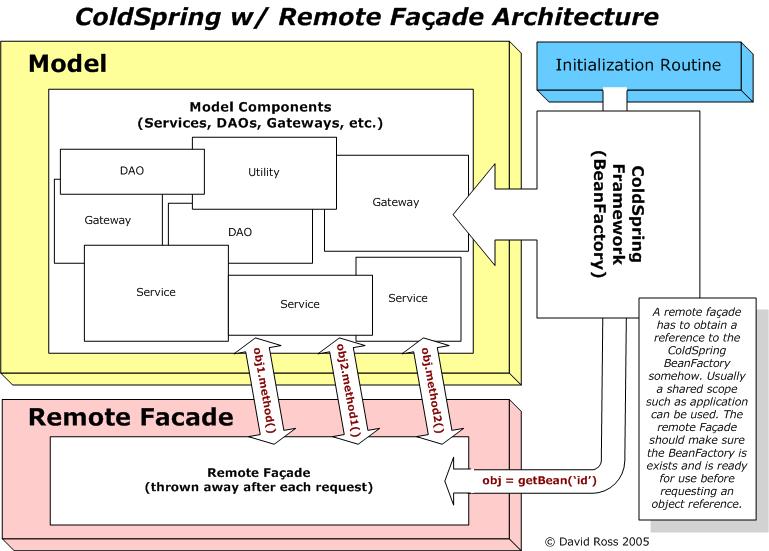 ColdSpring w/ Remote Façade Architecture
Model
Initialization Routine
Model Components
(Services, DAOs, Gateways, etc.)
DAO
Utility
Gateway
Gateway
DAO
Service
Service
Service
ColdSpring
Framework
(BeanFactory)
obj1.method()
obj2.method1()
obj.method2()
A remote façade
has to obtain a
reference to the
ColdSpring
BeanFactory
somehow. Usually
a shared scope
such as application
can be used. The
remote Façade
should make sure
the BeanFactory is
exists and is ready
for use before
requesting an
object reference.
Remote Facade
Remote Façade
(thrown away after each request)
obj = getBean(‘id’)
© David Ross 2005